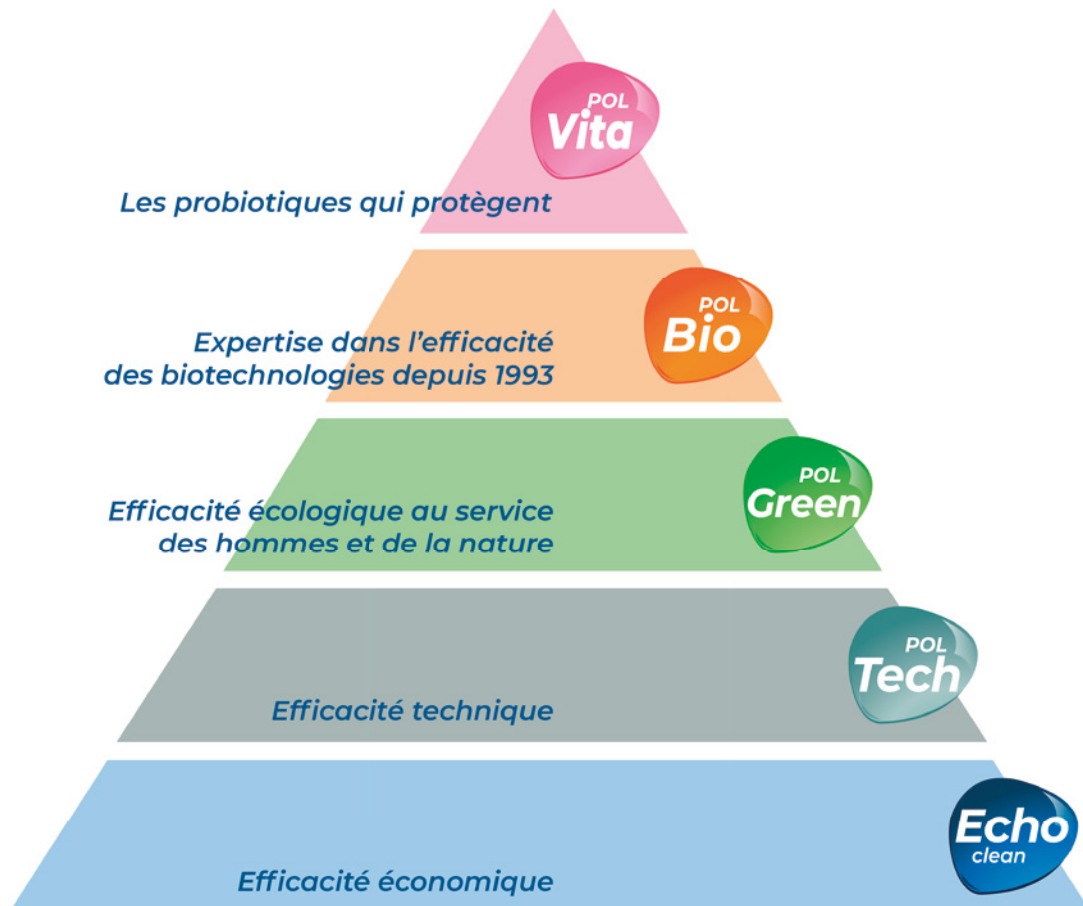 POL
Vita
Les probiotiques qui protègent
POL
Bio
Expertise dans l'efficacité
des biotechnologies depuis 1993
POL
Green
Efficacité écologique au service
des hommes et de la nature
POL
Tech
Efficacité technique
Echo
clean
Efficacité économique